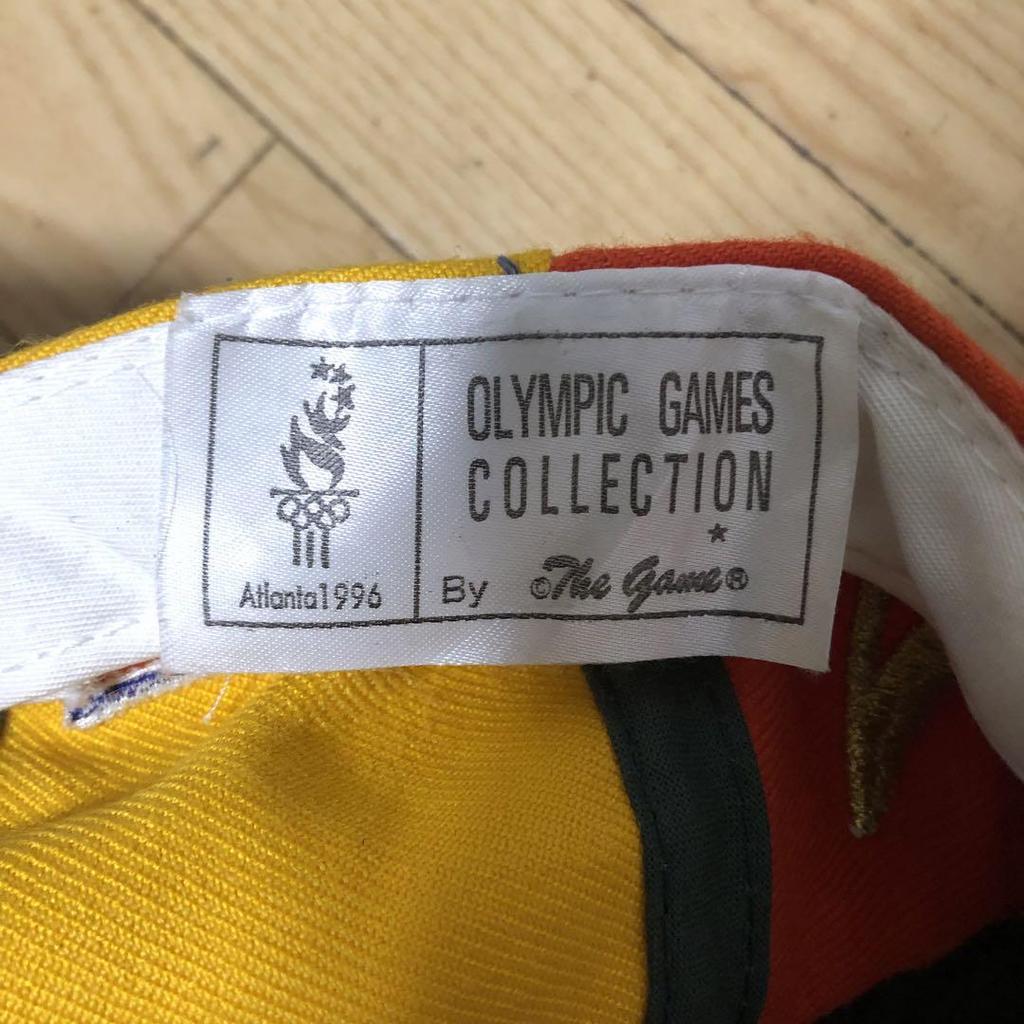 Atlanta1996
OLYMPIC GAMES
COLLECTION
By ©The Game®